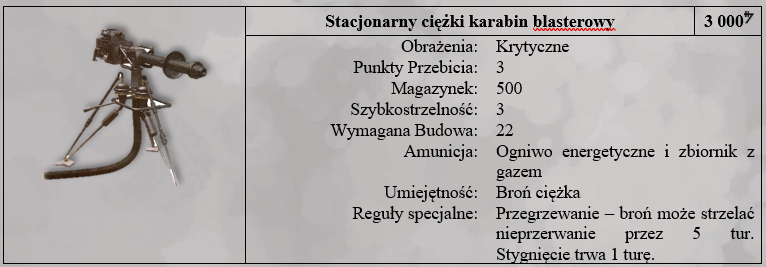 Stacjonarny ciężki karabin blasterowy 3 000
Obrażenia: Krytyczne
Punkty Przebicia: 3
Magazynek: 500
Szybkostrzelność: 3
Wymagana Budowa: 22
Amunicja: Ogniwo energetyczne i zbiornik z
gazem
Umiejętność: Broń ciężka
Reguły specjalne: Przegrzewanie – broń może strzelać
nieprzerwanie przez 5 tur.
Stygnięcie trwa 1 turę.